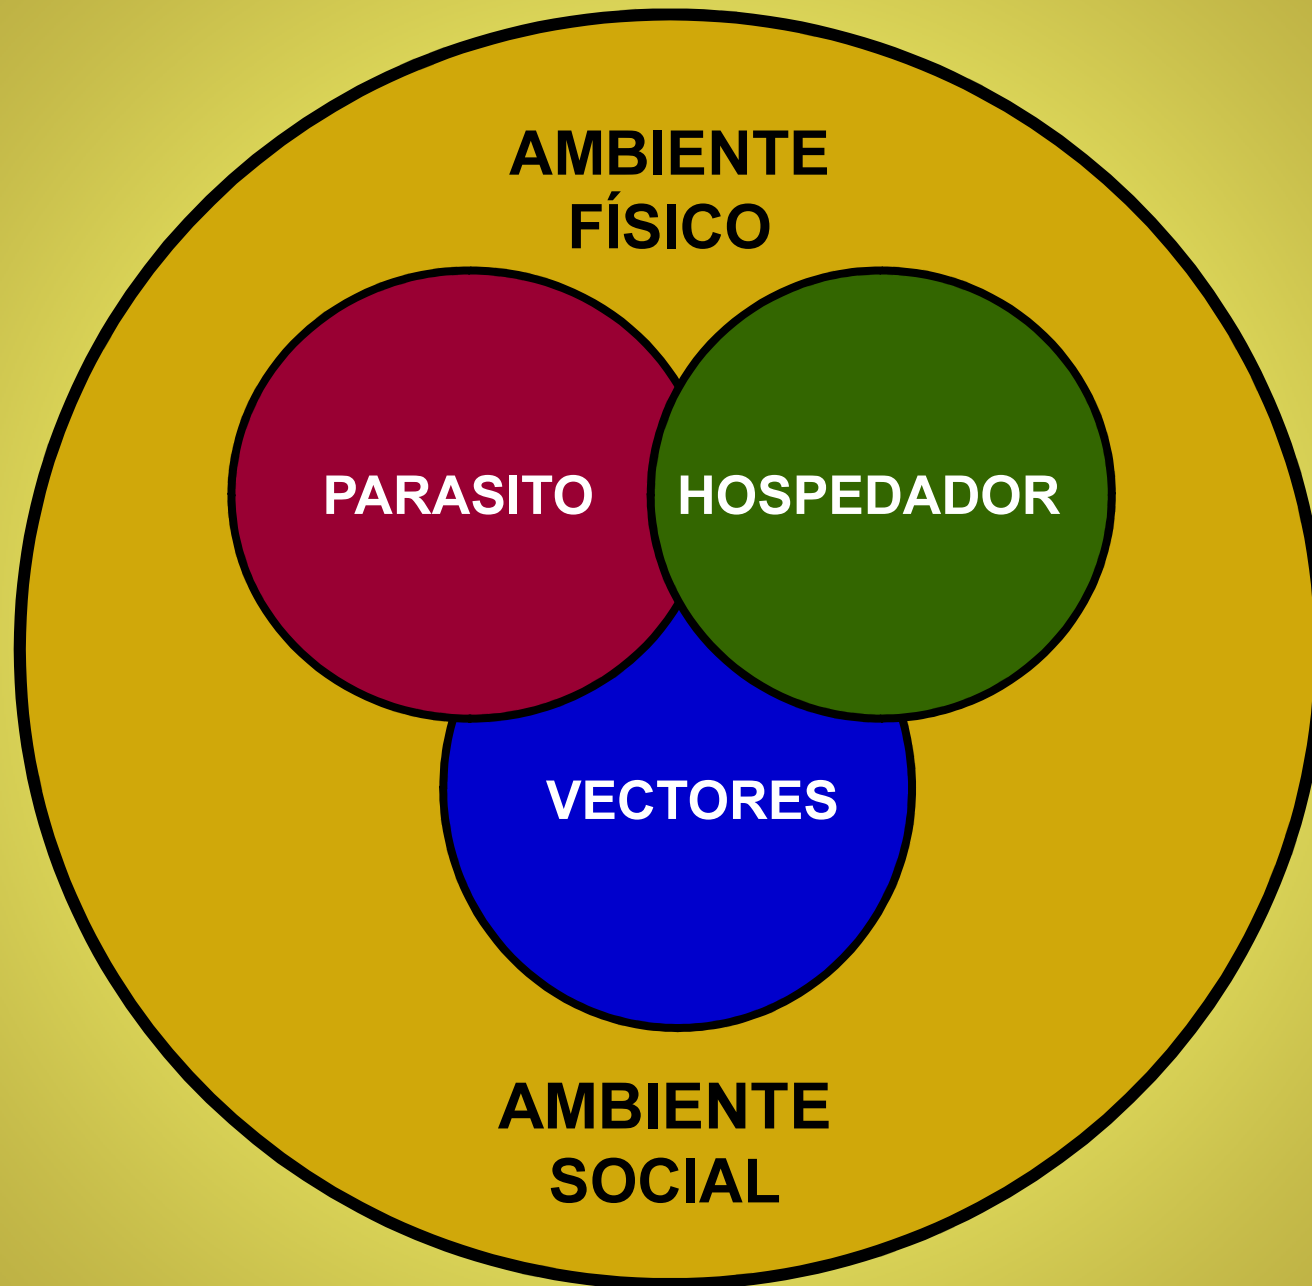 AMBIENTE
FÍSICO
PARASITO
HOSPEDADOR
VECTORES
AMBIENTE
SOCIAL